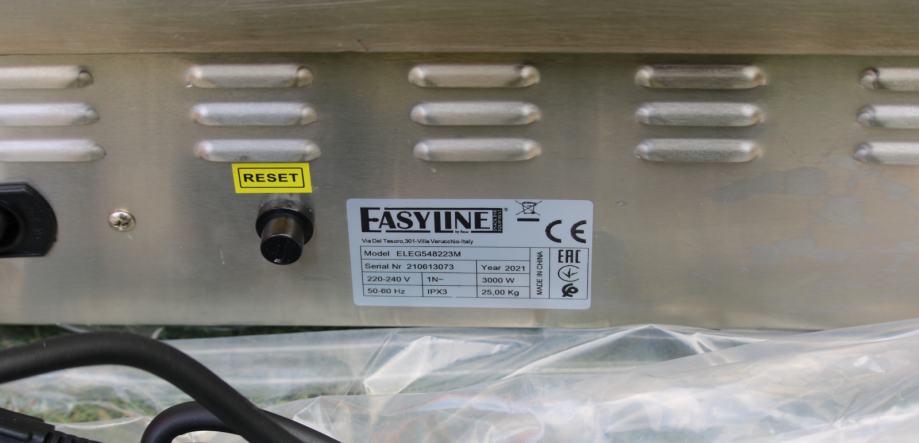 RESET
EASYLINE
Via Del Tesoro,301-Villa Verucchio-Italy
Model ELEG548223M
Serial Nr 210613073 Year 2021
220-240 V 1N~ 3000 W
50-60 Hz IPX3 25,00 Kg
MADE IN CHINA
CE
EAC